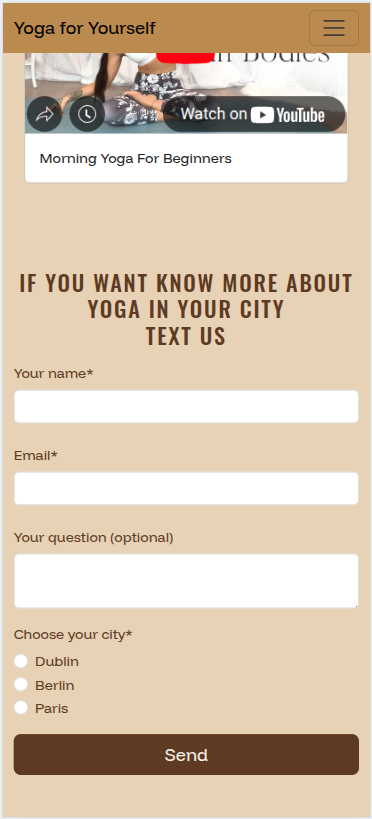 Yoga for Yourself
in Bodies
Watch on YouTube
Morning Yoga For Beginners
IF YOU WANT KNOW MORE ABOUT
YOGA IN YOUR CITY
TEXT US
Your name*
Email*
Your question (optional)
Choose your city*
Dublin
Berlin
Paris
Send